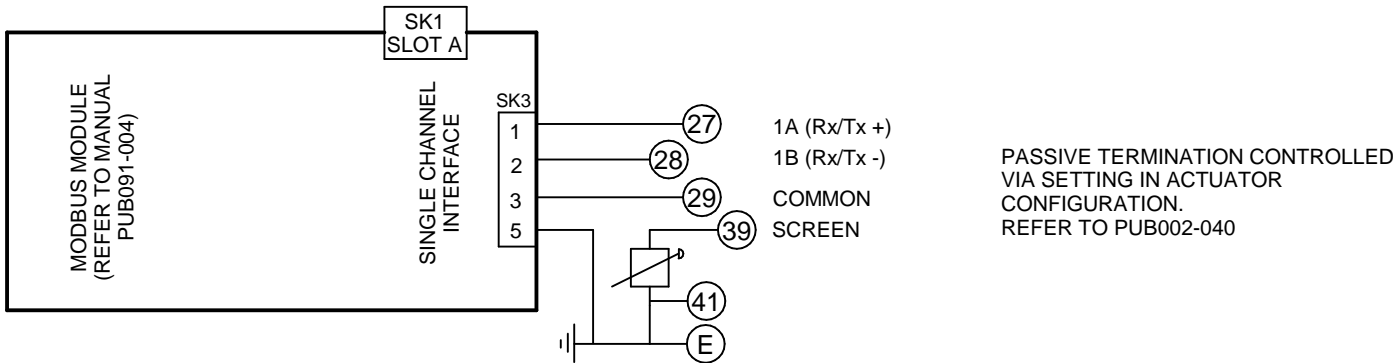 SK1
SLOT A
MODBUS MODULE
(REFER TO MANUAL
PUB091-004)
SINGLE CHANNEL
INTERFACE
SK3
1
2
3
5
27
1A (Rx/Tx +)
28
1B (Rx/Tx -)
29
COMMON
39
SCREEN
41
E
PASSIVE TERMINATION CONTROLLED
VIA SETTING IN ACTUATOR
CONFIGURATION.
REFER TO PUB002-040